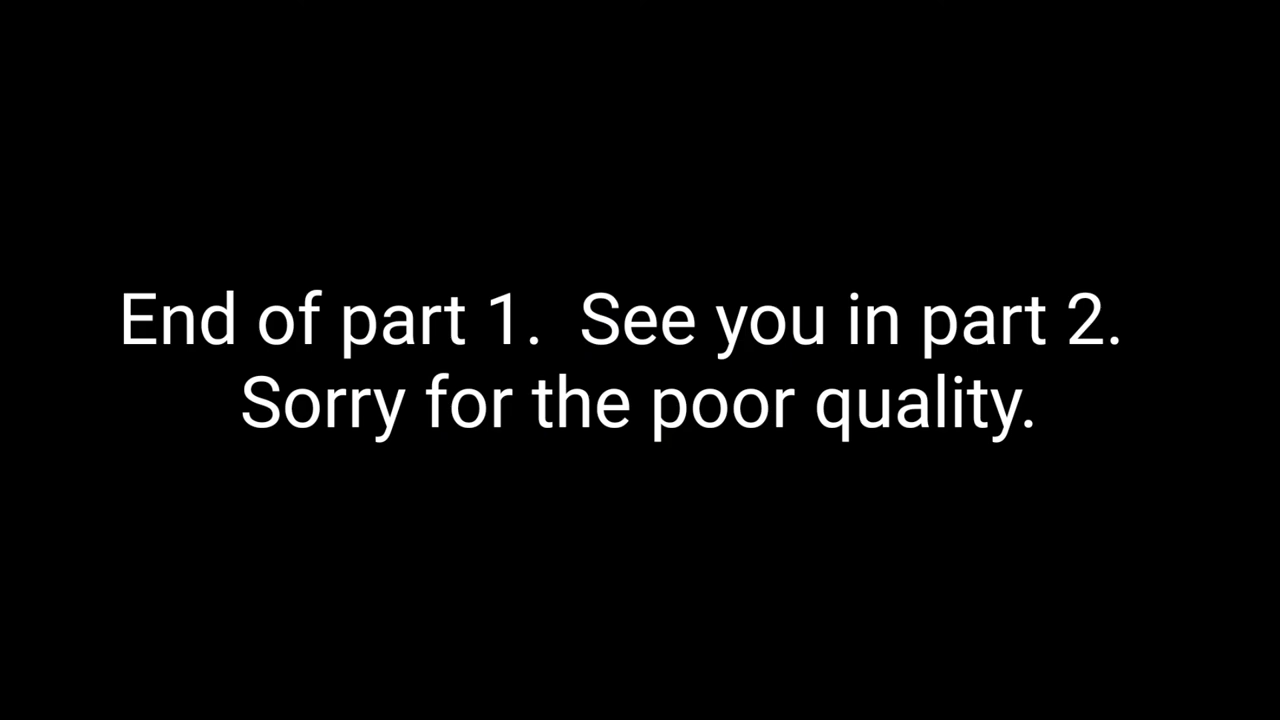 End of part 1.  See you in part 2.
Sorry for the poor quality.